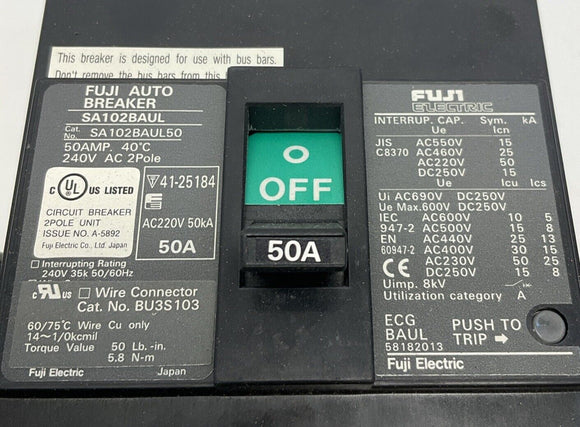 This breaker is designed for use with bus bars.
Don't remove the bus bars from this
FUJI AUTO
BREAKER
SA102BAUL
Cat. No. SA102BAUL50
50AMP. 40℃
240V AC 2Pole
C UL US LISTED
CIRCUIT BREAKER
2POLE UNIT
ISSUE NO. A-5892
Fuji Electric Co., Ltd. Japan
41-25184
AC220V 50kA
50A
Interrupting Rating
240V 35k 50/60Hz
Wire Connector
Cat. No. BU3S103
60/75℃ Wire Cu only
14~1/0kcmil
Torque Value 50 Lb.-in.
5.8 N-m
Fuji Electric Japan
O
OFF
50A
FUJI
ELECTRIC
INTERRUP. CAP. Sym. kA
Ue Icn
JIS AC550V 15
C8370 AC460V 25
AC220V 50
DC250V 15
Ue Icu Ics
Ui AC690V DC250V
Ue Max.600V DC250V
IEC AC600V 10 5
947-2 AC500V 15 8
EN AC440V 25 13
60947-2 AC400V 30 15
CE AC230V 50 25
DC250V 15 8
Uimp. 8kV
Utilization category A
ECG
BAUL
58182013
PUSH TO
TRIP
Fuji Electric